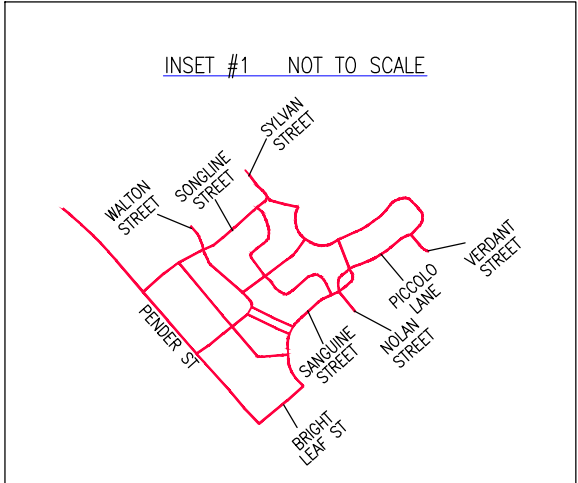 INSET #1 NOT TO SCALE
SYLVAN
STREET
SONGLINE
STREET
WALTON
STREET
VERDANT
STREET
PICCOLO
LANE
NOLAN
STREET
PENDER ST
SANGUINE
STREET
BRIGHT
LEAF ST